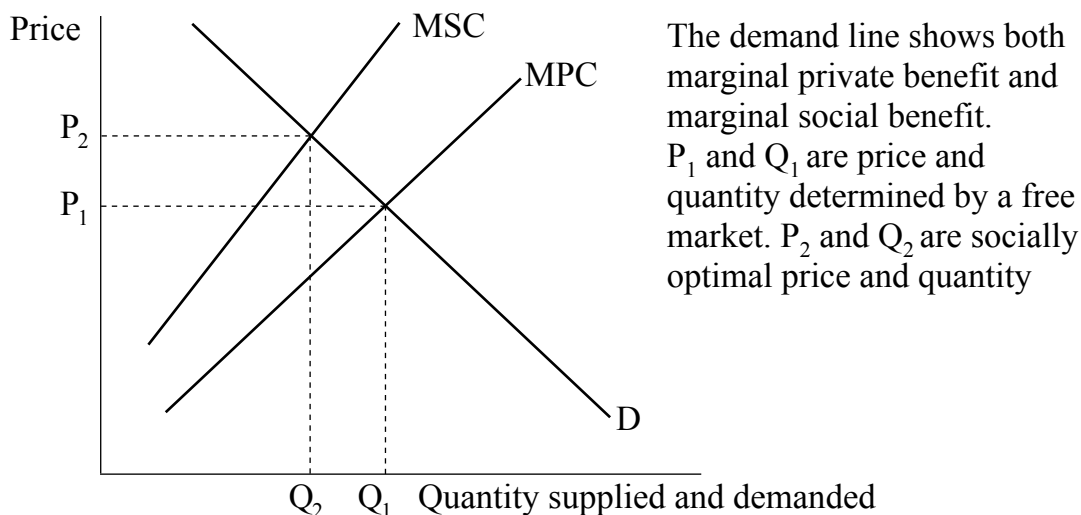 Price
MSC
MPC
P₂
P₁
D
Q₂ Q₁ Quantity supplied and demanded
The demand line shows both
marginal private benefit and
marginal social benefit.
P₁ and Q₁ are price and
quantity determined by a free
market. P₂ and Q₂ are socially
optimal price and quantity